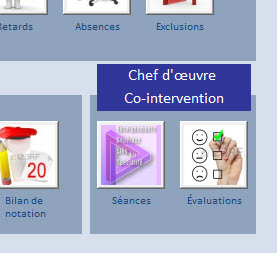 Retards
Absences
Exclusions
Chef d'œuvre
Co-intervention
20
Bilan de
notation
Séances
Évaluations